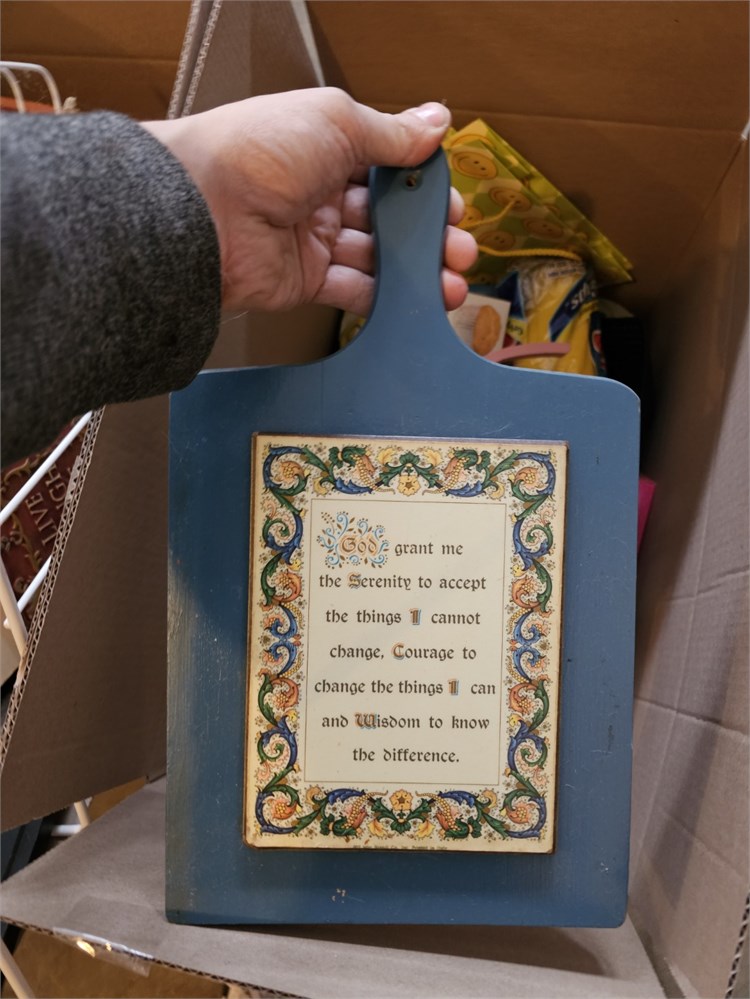 God grant me
the Serenity to accept
the things I cannot
change, Courage to
change the things I can
and Wisdom to know
the difference.
LIVE